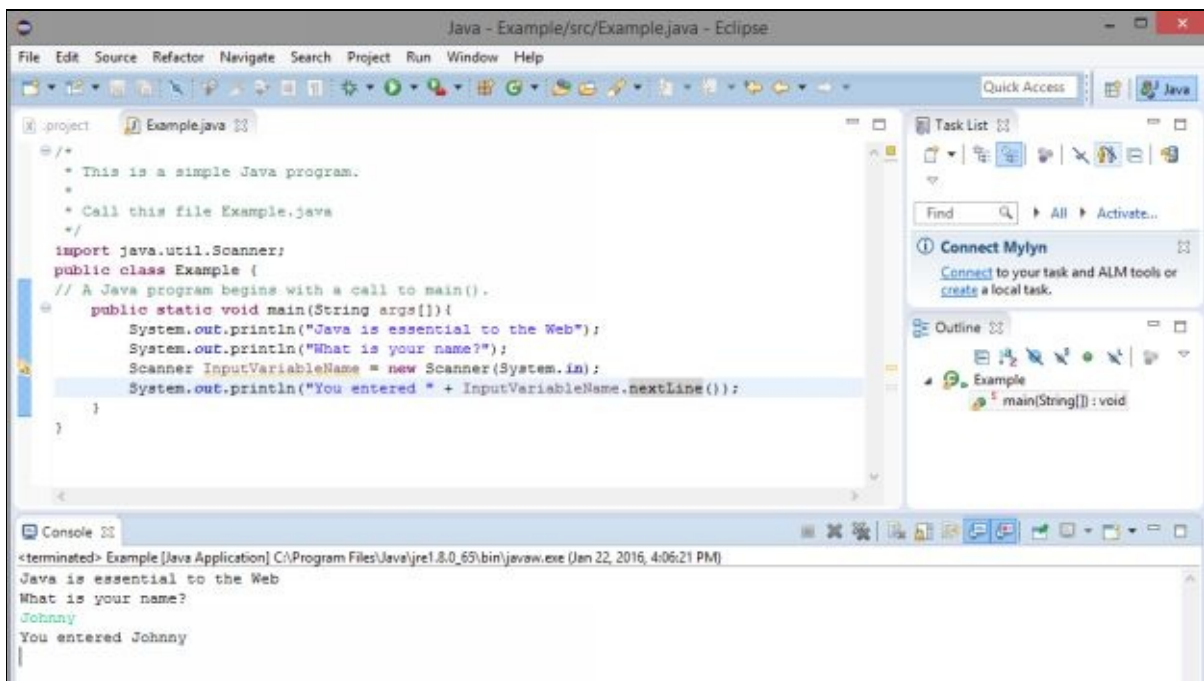 Java - Example/src/Example.java - Eclipse
File Edit Source Refactor Navigate Search Project Run Window Help
Quick Access
Java
.project
Example.java
/*
* This is a simple Java program.
*
* Call this file Example.java
*/
import java.util.Scanner;
public class Example {
// A Java program begins with a call to main().
public static void main(String args[]){
System.out.println("Java is essential to the Web");
System.out.println("What is your name?");
Scanner InputVariableName = new Scanner(System.in);
System.out.println("You entered " + InputVariableName.nextLine());
}
}
Task List
Find
All
Activate...
Connect Mylyn
Connect to your task and ALM tools or
create a local task.
Outline
Example
main(String[]) : void
Console
<terminated> Example [Java Application] C:\Program Files\Java\jre1.8.0_65\bin\javaw.exe (Jan 22, 2016, 4:06:21 PM)
Java is essential to the Web
What is your name?
Johnny
You entered Johnny